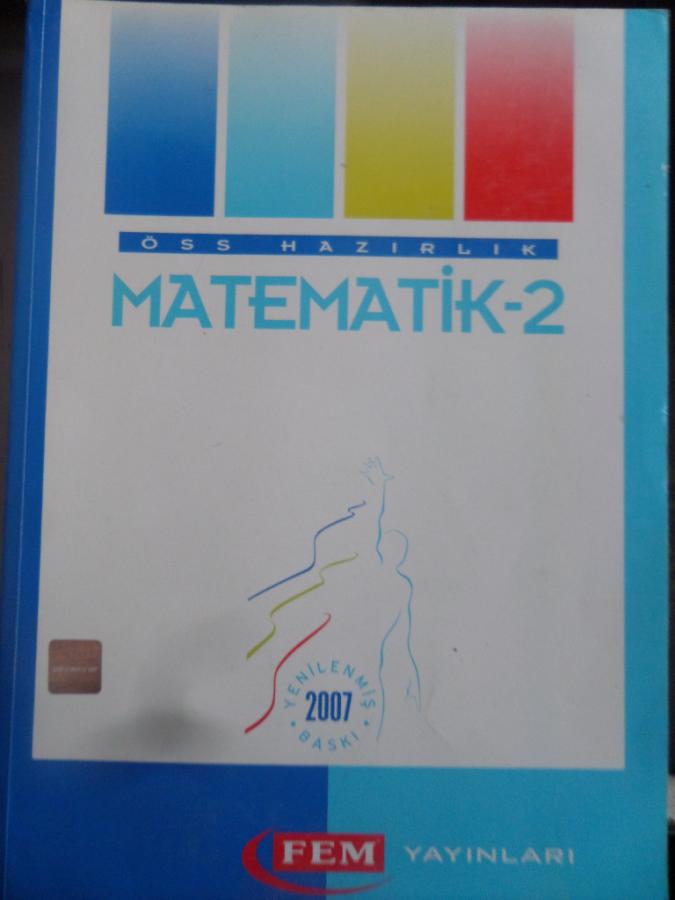 ÖSS HAZIRLIK
MATEMATİK-2
YENİLENMİŞ
2007
BASKI
FEM YAYINLARI